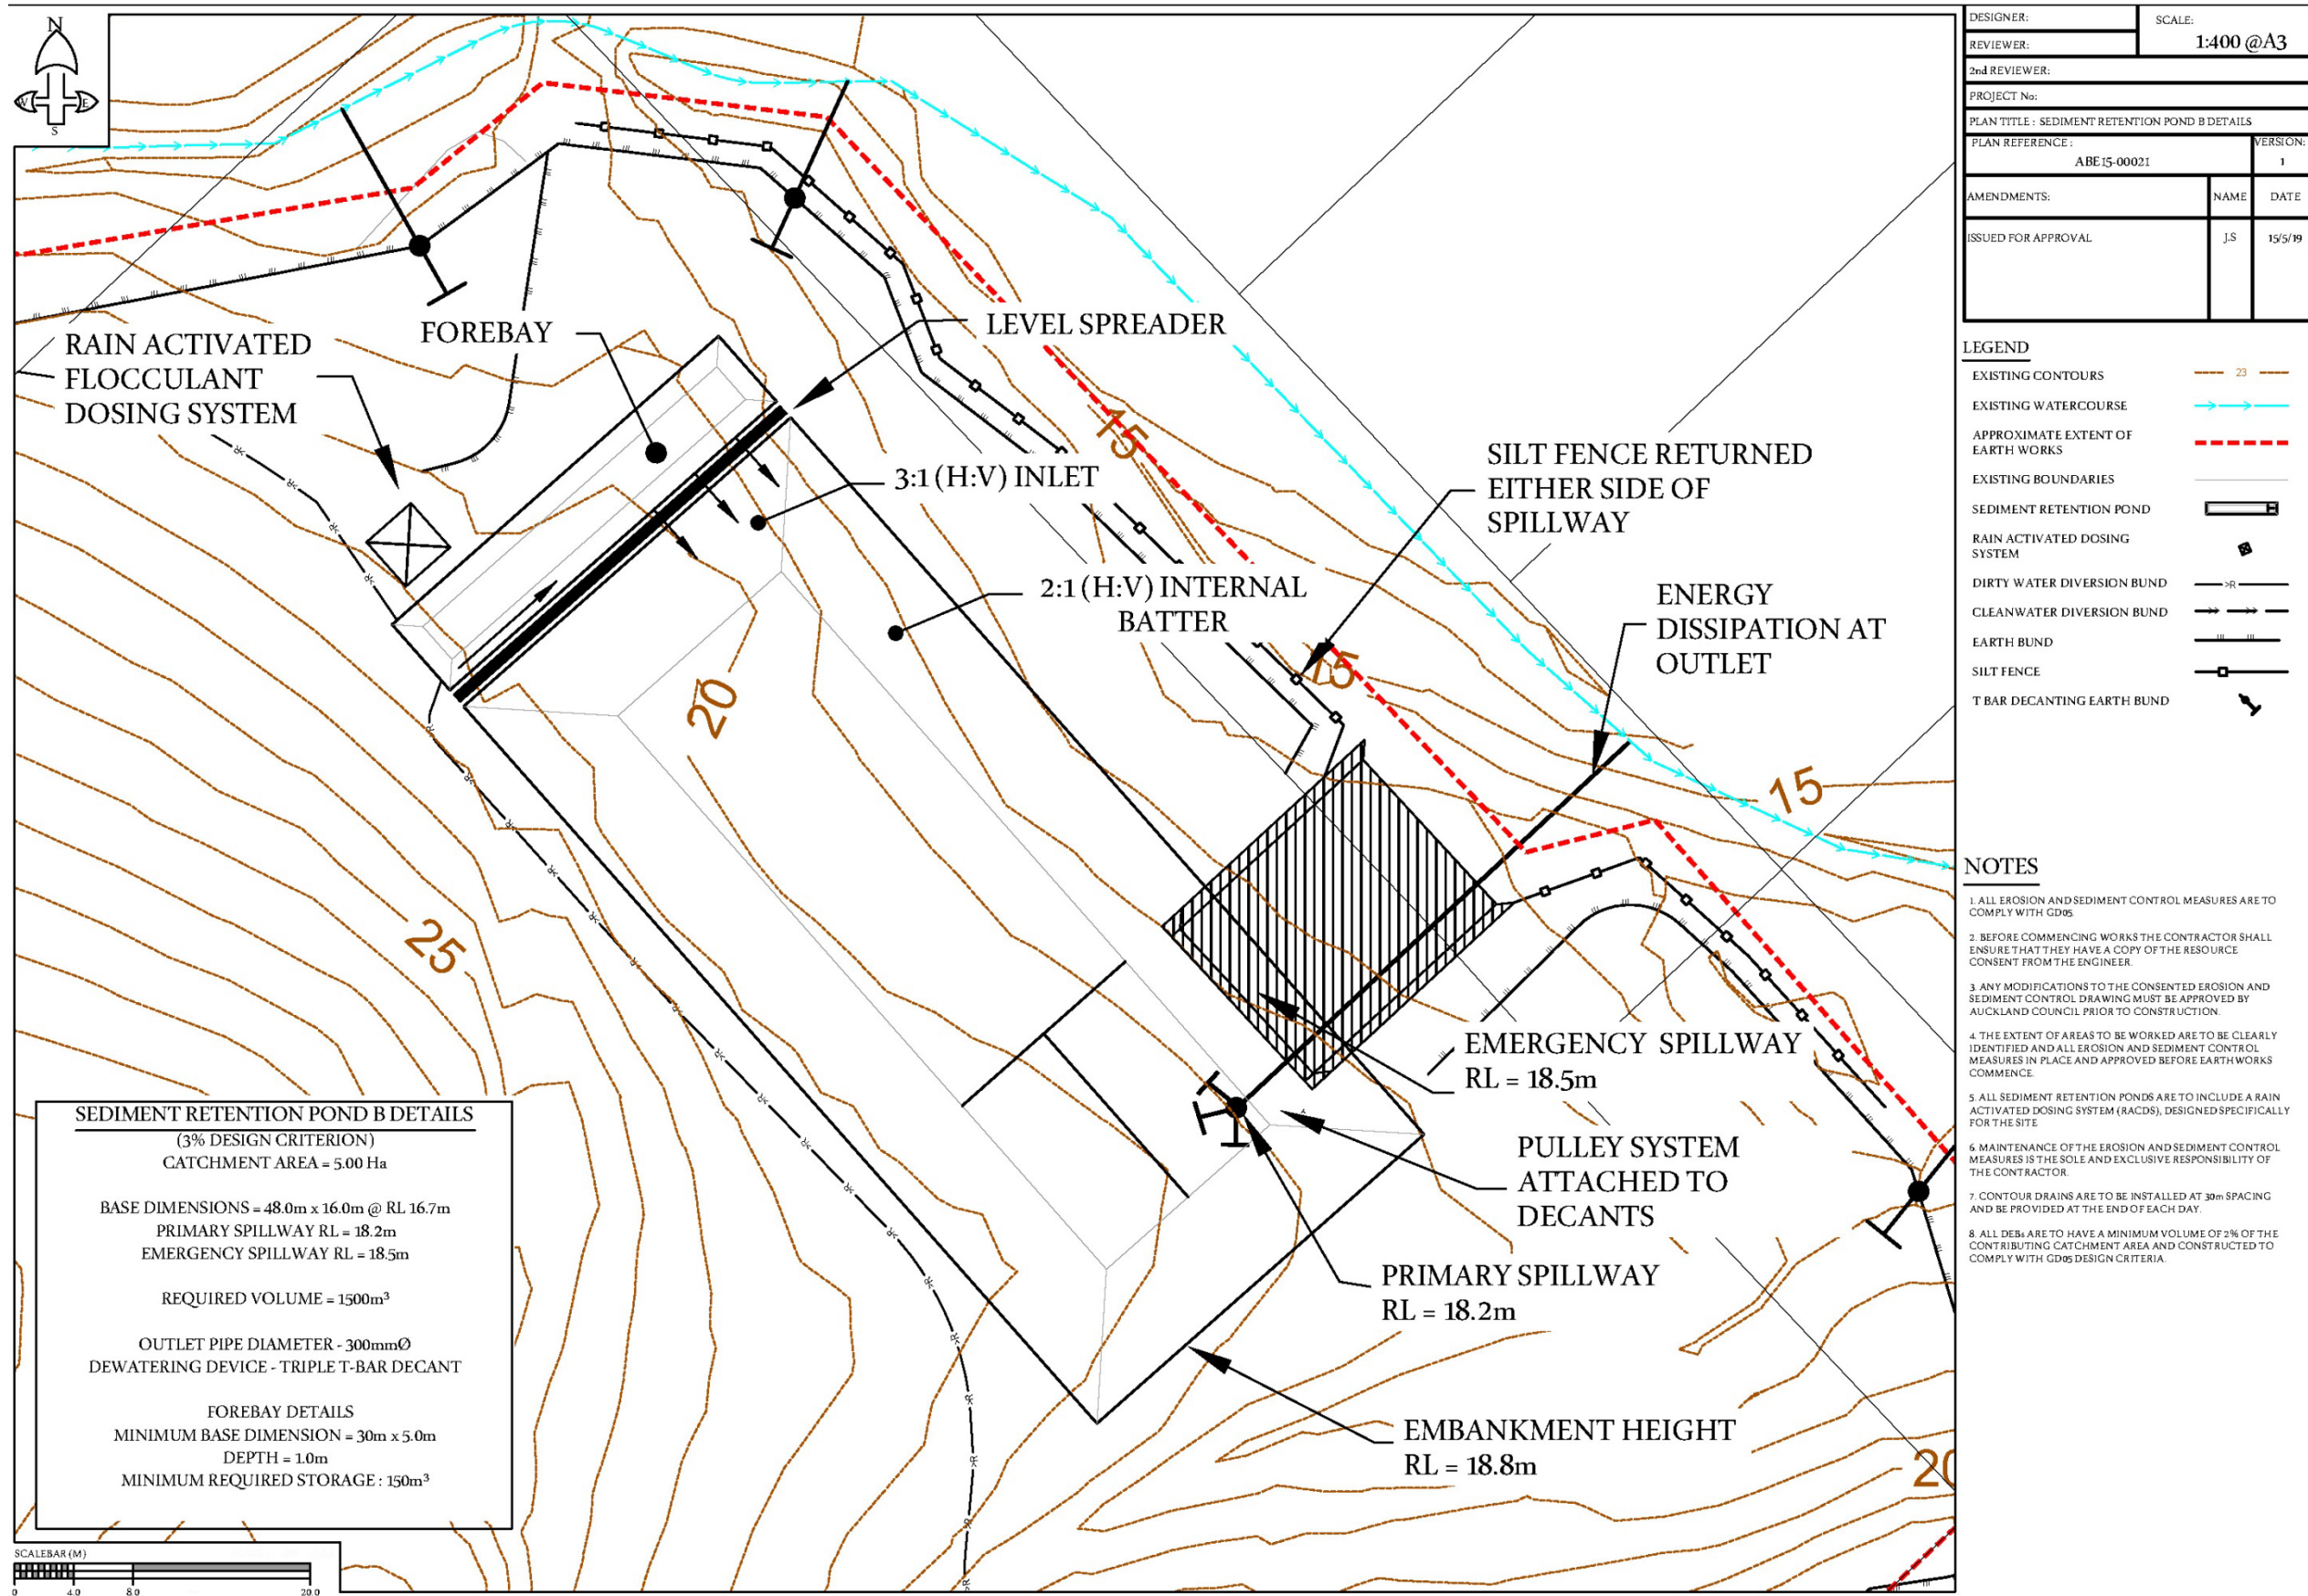 N
W
E
S
RAIN ACTIVATED
FLOCCULANT
DOSING SYSTEM
FOREBAY
LEVEL SPREADER
3:1 (H:V) INLET
2:1 (H:V) INTERNAL
BATTER
SILT FENCE RETURNED
EITHER SIDE OF
SPILLWAY
ENERGY
DISSIPATION AT
OUTLET
15
15
15
20
25
20
EMERGENCY SPILLWAY
RL = 18.5m
PULLEY SYSTEM
ATTACHED TO
DECANTS
PRIMARY SPILLWAY
RL = 18.2m
EMBANKMENT HEIGHT
RL = 18.8m
SEDIMENT RETENTION POND B DETAILS
(3% DESIGN CRITERION)
CATCHMENT AREA = 5.00 Ha
BASE DIMENSIONS = 48.0m x 16.0m @ RL 16.7m
PRIMARY SPILLWAY RL = 18.2m
EMERGENCY SPILLWAY RL = 18.5m
REQUIRED VOLUME = 1500m³
OUTLET PIPE DIAMETER - 300mmØ
DEWATERING DEVICE - TRIPLE T-BAR DECANT
FOREBAY DETAILS
MINIMUM BASE DIMENSION = 30m x 5.0m
DEPTH = 1.0m
MINIMUM REQUIRED STORAGE : 150m³
SCALEBAR (M)
0 4.0 8.0 20.0
DESIGNER:
SCALE:
1:400 @A3
REVIEWER:
2nd REVIEWER:
PROJECT No:
PLAN TITLE : SEDIMENT RETENTION POND B DETAILS
PLAN REFERENCE :
ABE15-00021
VERSION:
1
AMENDMENTS: NAME DATE
ISSUED FOR APPROVAL J.S 15/5/19
LEGEND
EXISTING CONTOURS 23
EXISTING WATERCOURSE
APPROXIMATE EXTENT OF
EARTH WORKS
EXISTING BOUNDARIES
SEDIMENT RETENTION POND
RAIN ACTIVATED DOSING
SYSTEM
DIRTY WATER DIVERSION BUND >R
CLEANWATER DIVERSION BUND
EARTH BUND
SILT FENCE
T BAR DECANTING EARTH BUND
NOTES
1. ALL EROSION AND SEDIMENT CONTROL MEASURES ARE TO
COMPLY WITH GD05.
2. BEFORE COMMENCING WORKS THE CONTRACTOR SHALL
ENSURE THAT THEY HAVE A COPY OF THE RESOURCE
CONSENT FROM THE ENGINEER.
3. ANY MODIFICATIONS TO THE CONSENTED EROSION AND
SEDIMENT CONTROL DRAWING MUST BE APPROVED BY
AUCKLAND COUNCIL PRIOR TO CONSTRUCTION.
4. THE EXTENT OF AREAS TO BE WORKED ARE TO BE CLEARLY
IDENTIFIED AND ALL EROSION AND SEDIMENT CONTROL
MEASURES IN PLACE AND APPROVED BEFORE EARTHWORKS
COMMENCE.
5. ALL SEDIMENT RETENTION PONDS ARE TO INCLUDE A RAIN
ACTIVATED DOSING SYSTEM (RACDS), DESIGNED SPECIFICALLY
FOR THE SITE
6. MAINTENANCE OF THE EROSION AND SEDIMENT CONTROL
MEASURES IS THE SOLE AND EXCLUSIVE RESPONSIBILITY OF
THE CONTRACTOR.
7. CONTOUR DRAINS ARE TO BE INSTALLED AT 30m SPACING
AND BE PROVIDED AT THE END OF EACH DAY.
8. ALL DEBs ARE TO HAVE A MINIMUM VOLUME OF 2% OF THE
CONTRIBUTING CATCHMENT AREA AND CONSTRUCTED TO
COMPLY WITH GD05 DESIGN CRITERIA.